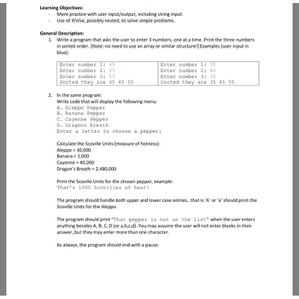 Learning Objectives:
- More practice with user input/output, including string input.
- Use of if/else, possibly nested, to solve simple problems.
General Description:
1. Write a program that asks the user to enter 3 numbers, one at a time. Print the three numbers
in sorted order. [Note: no need to use an array or similar structure!] Examples (user input in
blue):
Enter number 1: 45
Enter number 2: 35
Enter number 3: 55
Sorted they are 35 45 55
Enter number 1: 55
Enter number 2: 45
Enter number 3: 35
Sorted they are 35 45 55
2. In the same program:
Write code that will display the following menu:
A. Aleppo Pepper
B. Banana Pepper
C. Cayenne Pepper
D. Dragons Breath
Enter a letter to choose a pepper:
Calculate the Scoville Units (measure of hotness):
Aleppo = 30,000
Banana = 1,000
Cayenne = 40,000
Dragon's Breath = 2,480,000
Print the Scoville Units for the chosen pepper, example:
That's 1000 Scovilles of heat!
The program should handle both upper and lower case entries...that is 'A' or 'a' should print the
Scoville Units for the Aleppo.
The program should print "That pepper is not on the list" when the user enters
anything besides A, B, C, D (or a,b,c,d). You may assume the user will not enter blanks in their
answer, but they may enter more than one character.
As always, the program should end with a pause.